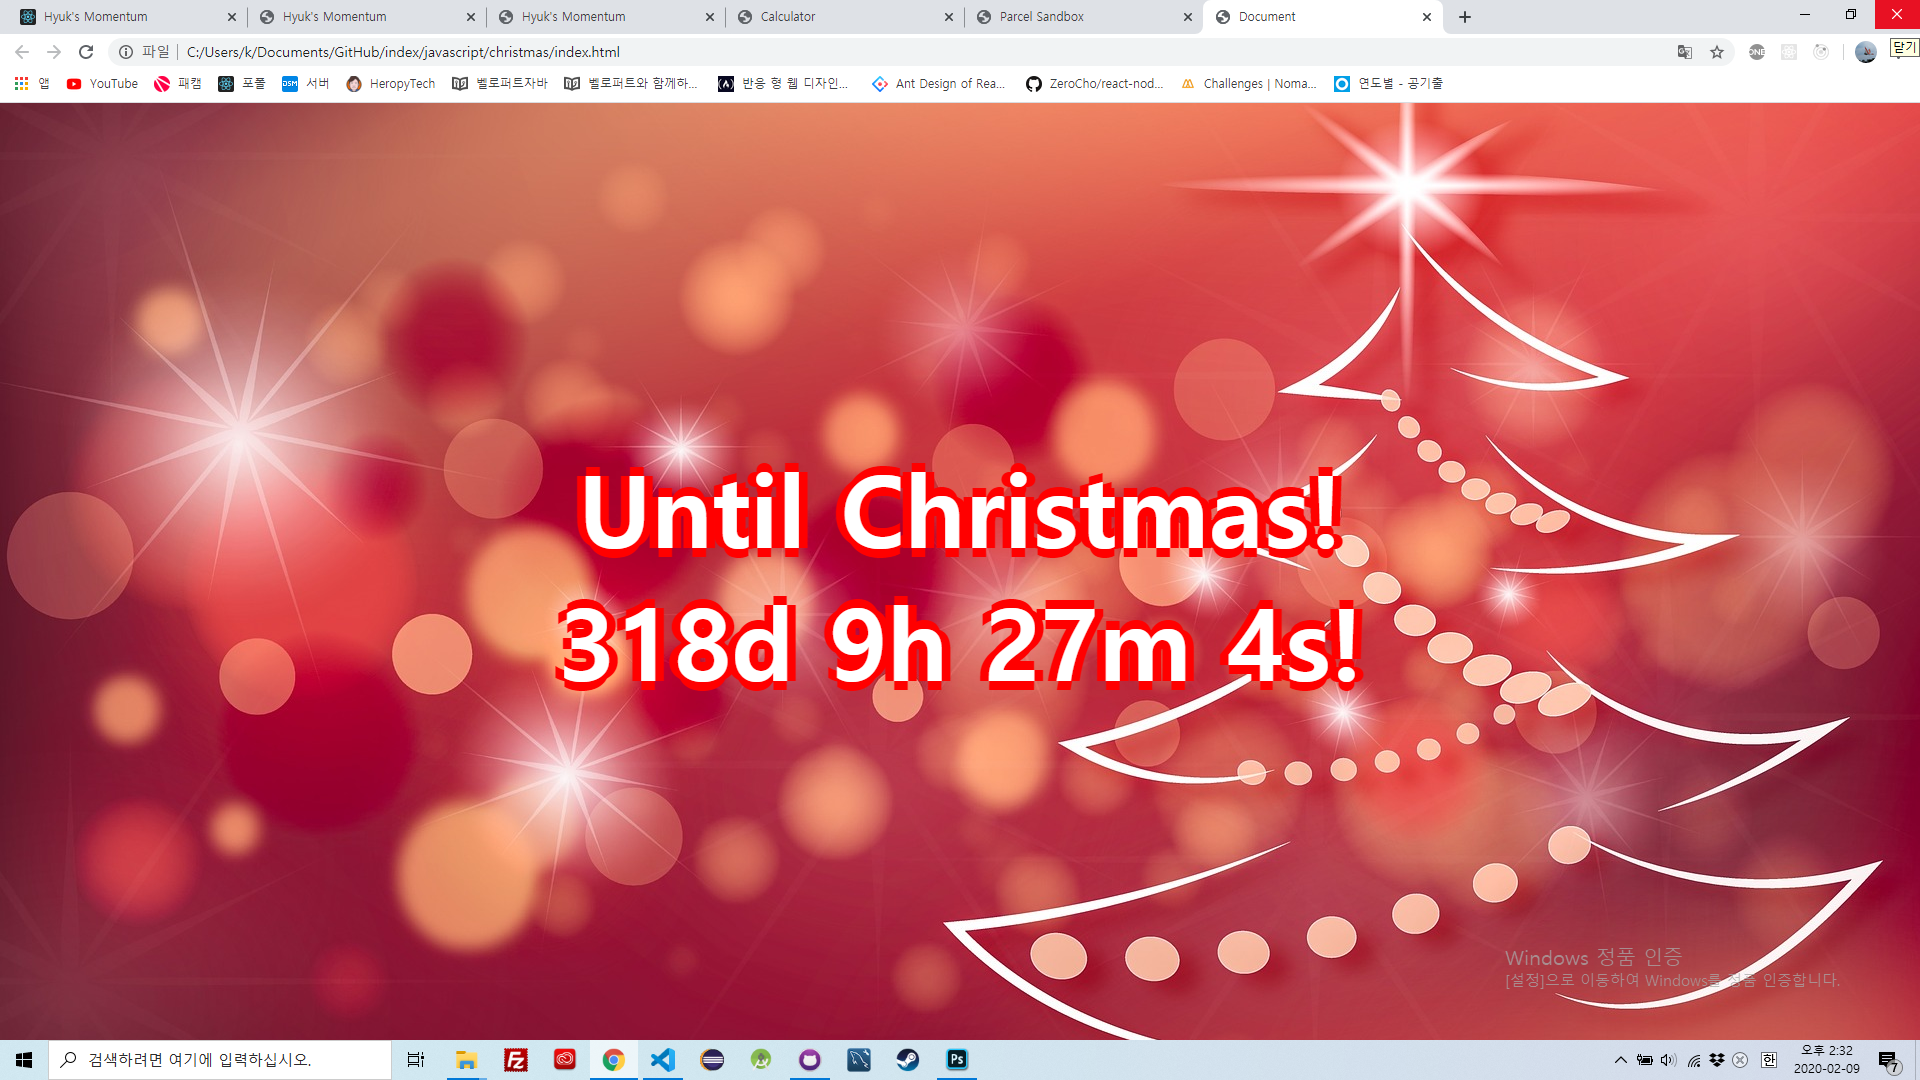 Hyuk's Momentum
Hyuk's Momentum
Hyuk's Momentum
Calculator
Parcel Sandbox
Document
파일 C:/Users/k/Documents/GitHub/index/javascript/christmas/index.html
ONE
닫기
앱
YouTube
패캠
포폴
DSM 서버
HeropyTech
벨로퍼트자바
벨로퍼트와 함께하...
반응 형 웹 디자인...
Ant Design of Rea...
ZeroCho/react-nod...
Challenges | Noma...
연도별 - 공기출
Until Christmas!
318d 9h 27m 4s!
Windows 정품 인증
[설정]으로 이동하여 Windows를 정품 인증합니다.
검색하려면 여기에 입력하십시오.
Fz
Ps
한
오후 2:32
2020-02-09
7